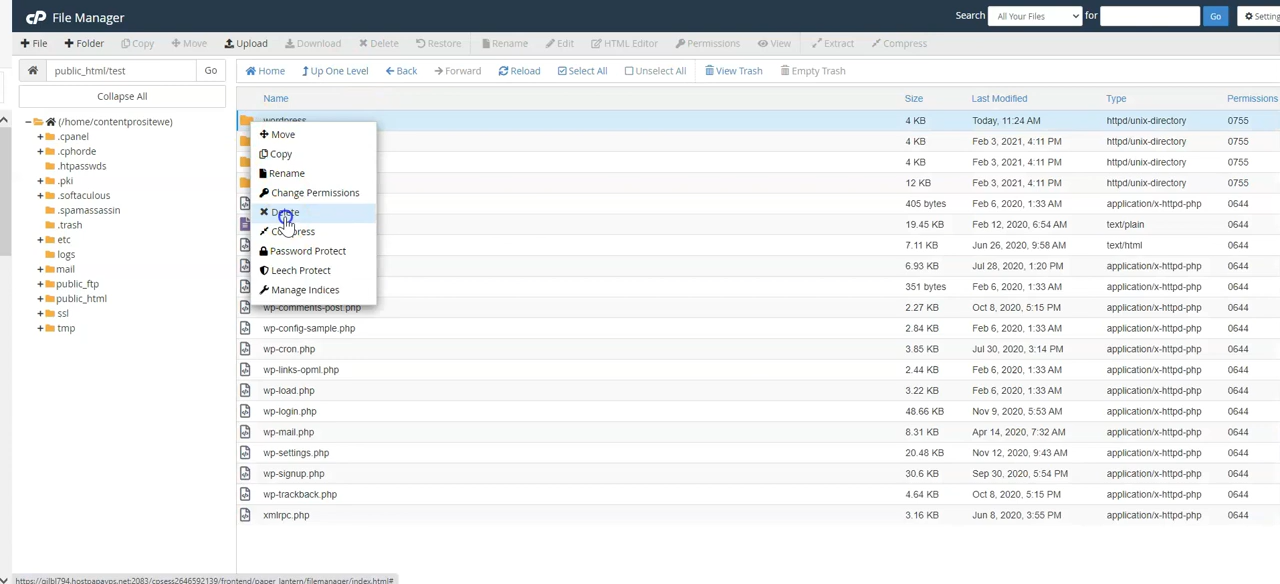 cP File Manager
Search All Your Files for Go Setting
File Folder Copy Move Upload Download Delete Restore Rename Edit HTML Editor Permissions View Extract Compress
public_html/test Go Home Up One Level Back Forward Reload Select All Unselect All View Trash Empty Trash
Collapse All
Name Size Last Modified Type Permissions
(/home/contentprositewe)
.cpanel
.cphorde
.htpasswds
.pki
.softaculous
.spamassassin
.trash
etc
logs
mail
public_ftp
public_html
ssl
tmp
wordpress 4 KB Today, 11:24 AM httpd/unix-directory 0755
4 KB Feb 3, 2021, 4:11 PM httpd/unix-directory 0755
4 KB Feb 3, 2021, 4:11 PM httpd/unix-directory 0755
12 KB Feb 3, 2021, 4:11 PM httpd/unix-directory 0755
405 bytes Feb 6, 2020, 1:33 AM application/x-httpd-php 0644
19.45 KB Feb 12, 2020, 6:54 AM text/plain 0644
7.11 KB Jun 26, 2020, 9:58 AM text/html 0644
6.93 KB Jul 28, 2020, 1:20 PM application/x-httpd-php 0644
351 bytes Feb 6, 2020, 1:33 AM application/x-httpd-php 0644
wp-comments-post.php 2.27 KB Oct 8, 2020, 5:15 PM application/x-httpd-php 0644
wp-config-sample.php 2.84 KB Feb 6, 2020, 1:33 AM application/x-httpd-php 0644
wp-cron.php 3.85 KB Jul 30, 2020, 3:14 PM application/x-httpd-php 0644
wp-links-opml.php 2.44 KB Feb 6, 2020, 1:33 AM application/x-httpd-php 0644
wp-load.php 3.22 KB Feb 6, 2020, 1:33 AM application/x-httpd-php 0644
wp-login.php 48.66 KB Nov 9, 2020, 5:53 AM application/x-httpd-php 0644
wp-mail.php 8.31 KB Apr 14, 2020, 7:32 AM application/x-httpd-php 0644
wp-settings.php 20.48 KB Nov 12, 2020, 9:43 AM application/x-httpd-php 0644
wp-signup.php 30.6 KB Sep 30, 2020, 5:54 PM application/x-httpd-php 0644
wp-trackback.php 4.64 KB Oct 8, 2020, 5:15 PM application/x-httpd-php 0644
xmlrpc.php 3.16 KB Jun 8, 2020, 3:55 PM application/x-httpd-php 0644
Move
Copy
Rename
Change Permissions
Delete
Compress
Password Protect
Leech Protect
Manage Indices
https://gilbl794.hostpapavps.net:2083/cpsess2646592139/frontend/paper_lantern/filemanager/index.html#